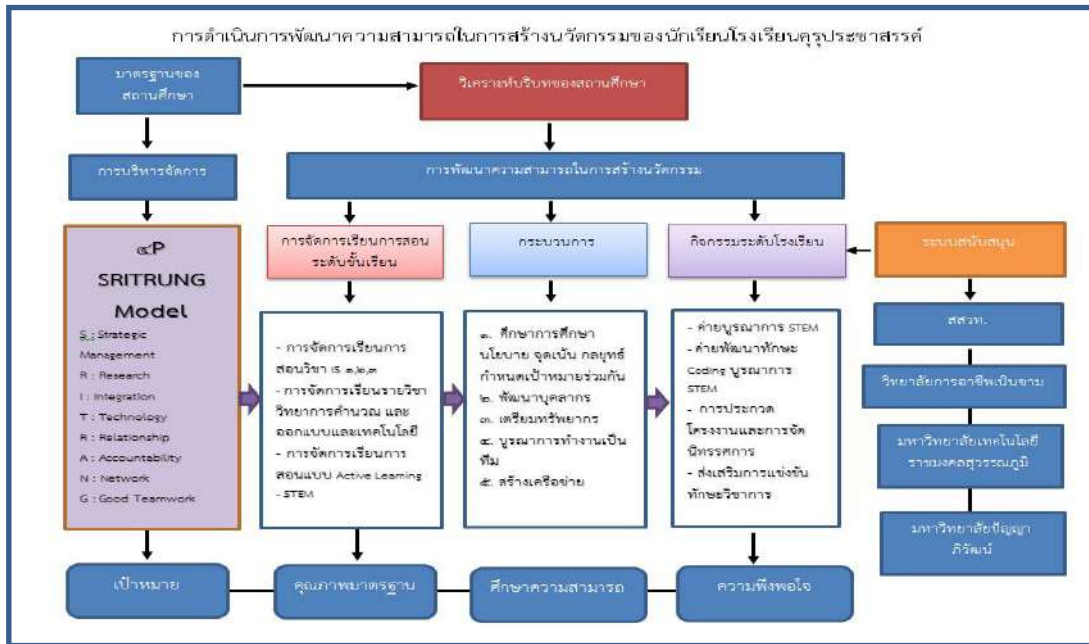 การดำเนินการพัฒนาความสามารถในการสร้างนวัตกรรมของนักเรียนโรงเรียนคุรุประชาสรรค์
มาตรฐานของ
สถานศึกษา
วิเคราะห์บริบทของสถานศึกษา
การบริหารจัดการ
การพัฒนาความสามารถในการสร้างนวัตกรรม
๔P
SRITRUNG
Model
S : Strategic
Management
R : Research
I : Integration
T : Technology
R : Relationship
A : Accountability
N : Network
G : Good Teamwork
การจัดการเรียนการสอน
ระดับชั้นเรียน
กระบวนการ
กิจกรรมระดับโรงเรียน
ระบบสนับสนุน
- การจัดการเรียนการ
สอนวิชา IS ๑,๒,๓
- การจัดการเรียนรายวิชา
วิทยาการคำนวณ และ
ออกแบบและเทคโนโลยี
- การจัดการเรียนการ
สอนแบบ Active Learning
- STEM
๑. ศึกษาการศึกษา
นโยบาย จุดเน้น กลยุทธ์
กำหนดเป้าหมายร่วมกัน
๒. พัฒนาบุคลากร
๓. เตรียมทรัพยากร
๔. บูรณาการทำงานเป็น
ทีม
๕. สร้างเครือข่าย
- ค่ายบูรณาการ STEM
- ค่ายพัฒนาทักษะ
Coding บูรณาการ
STEM
- การประกวด
โครงงานและการจัด
นิทรรศการ
- ส่งเสริมการแข่งขัน
ทักษะวิชาการ
สสวท.
วิทยาลัยการอาชีพเนินขาม
มหาวิทยาลัยเทคโนโลยี
ราชมงคลสุวรรณภูมิ
มหาวิทยาลัยปัญญา
ภิวัฒน์
เป้าหมาย
คุณภาพมาตรฐาน
ศึกษาความสามารถ
ความพึงพอใจ